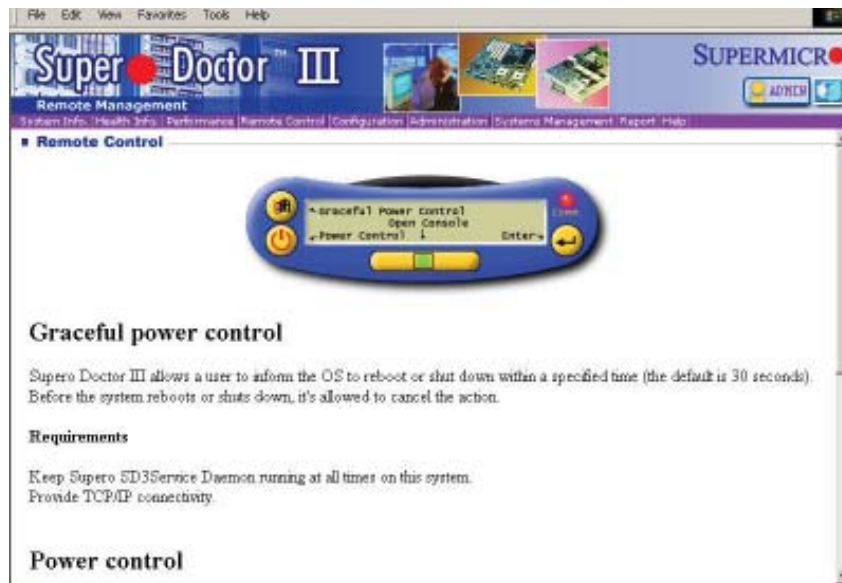 File Edit View Favorites Tools Help
Super Doctor™ III
SUPERMICR
Remote Management
ADMIN
System Info. Health Info. Performance Remote Control Configuration Administration Systems Management Report Help
Remote Control
Graceful Power Control
Open Console
Power Control Enter
Graceful power control
Supero Doctor III allows a user to inform the OS to reboot or shut down within a specified time (the default is 30 seconds).
Before the system reboots or shuts down, it's allowed to cancel the action.
Requirements
Keep Supero SD3Service Daemon running at all times on this system.
Provide TCP/IP connectivity.
Power control